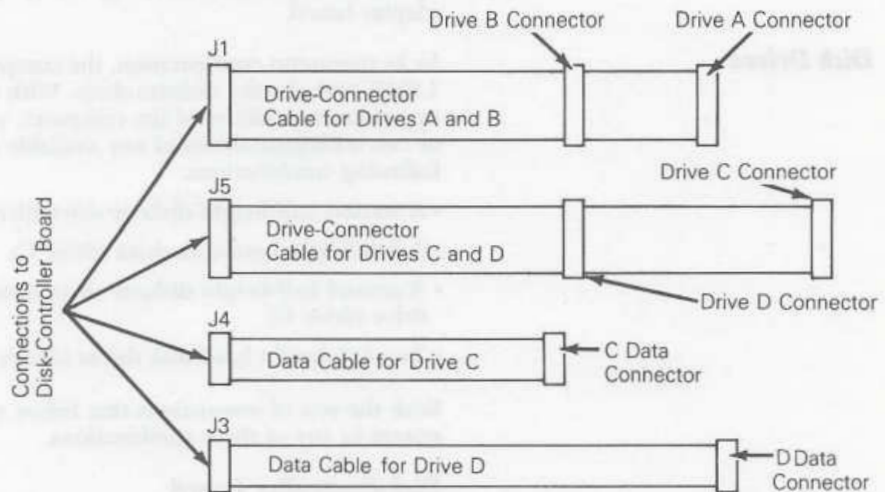 Drive B Connector
Drive A Connector
J1
Drive-Connector
Cable for Drives A and B
Drive C Connector
J5
Drive-Connector
Cable for Drives C and D
Drive D Connector
Connections to
Disk-Controller Board
J4
Data Cable for Drive C
C Data
Connector
J3
Data Cable for Drive D
D Data
Connector